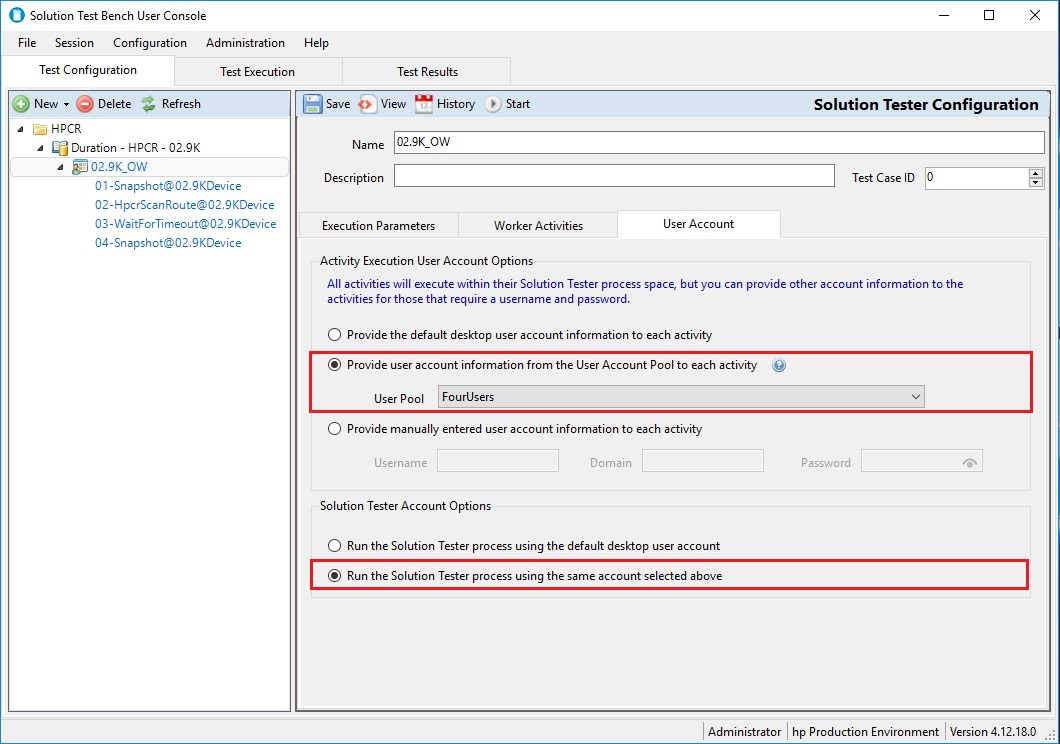 Solution Test Bench User Console
File Session Configuration Administration Help
Test Configuration Test Execution Test Results
New Delete Refresh
HPCR
Duration - HPCR - 02.9K
02.9K_OW
01-Snapshot@02.9KDevice
02-HpcrScanRoute@02.9KDevice
03-WaitForTimeout@02.9KDevice
04-Snapshot@02.9KDevice
Save View History Start Solution Tester Configuration
Name 02.9K_OW
Description Test Case ID 0
Execution Parameters Worker Activities User Account
Activity Execution User Account Options
All activities will execute within their Solution Tester process space, but you can provide other account information to the
activities for those that require a username and password.
Provide the default desktop user account information to each activity
Provide user account information from the User Account Pool to each activity
User Pool FourUsers
Provide manually entered user account information to each activity
Username Domain Password
Solution Tester Account Options
Run the Solution Tester process using the default desktop user account
Run the Solution Tester process using the same account selected above
Administrator hp Production Environment Version 4.12.18.0